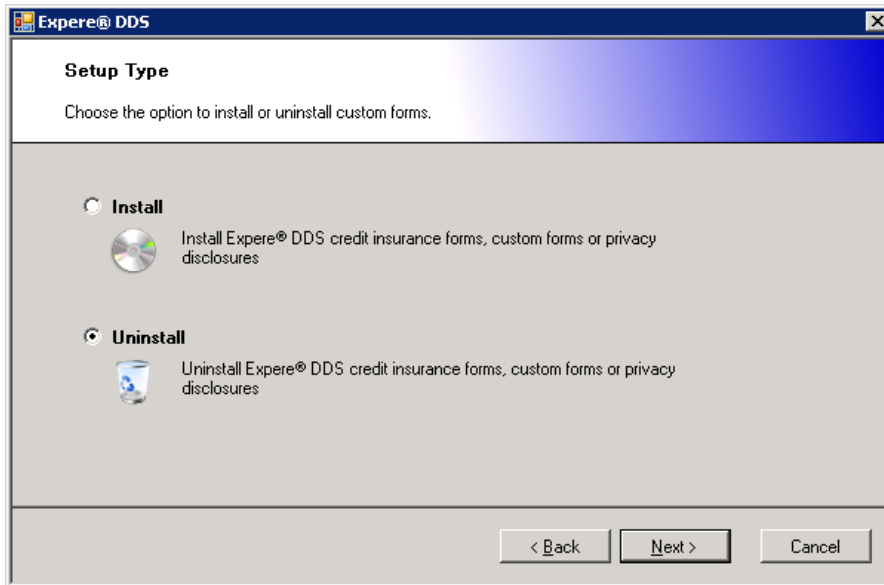 Expere® DDS
Setup Type
Choose the option to install or uninstall custom forms.
Install
Install Expere® DDS credit insurance forms, custom forms or privacy
disclosures
Uninstall
Uninstall Expere® DDS credit insurance forms, custom forms or privacy
disclosures
< Back Next > Cancel